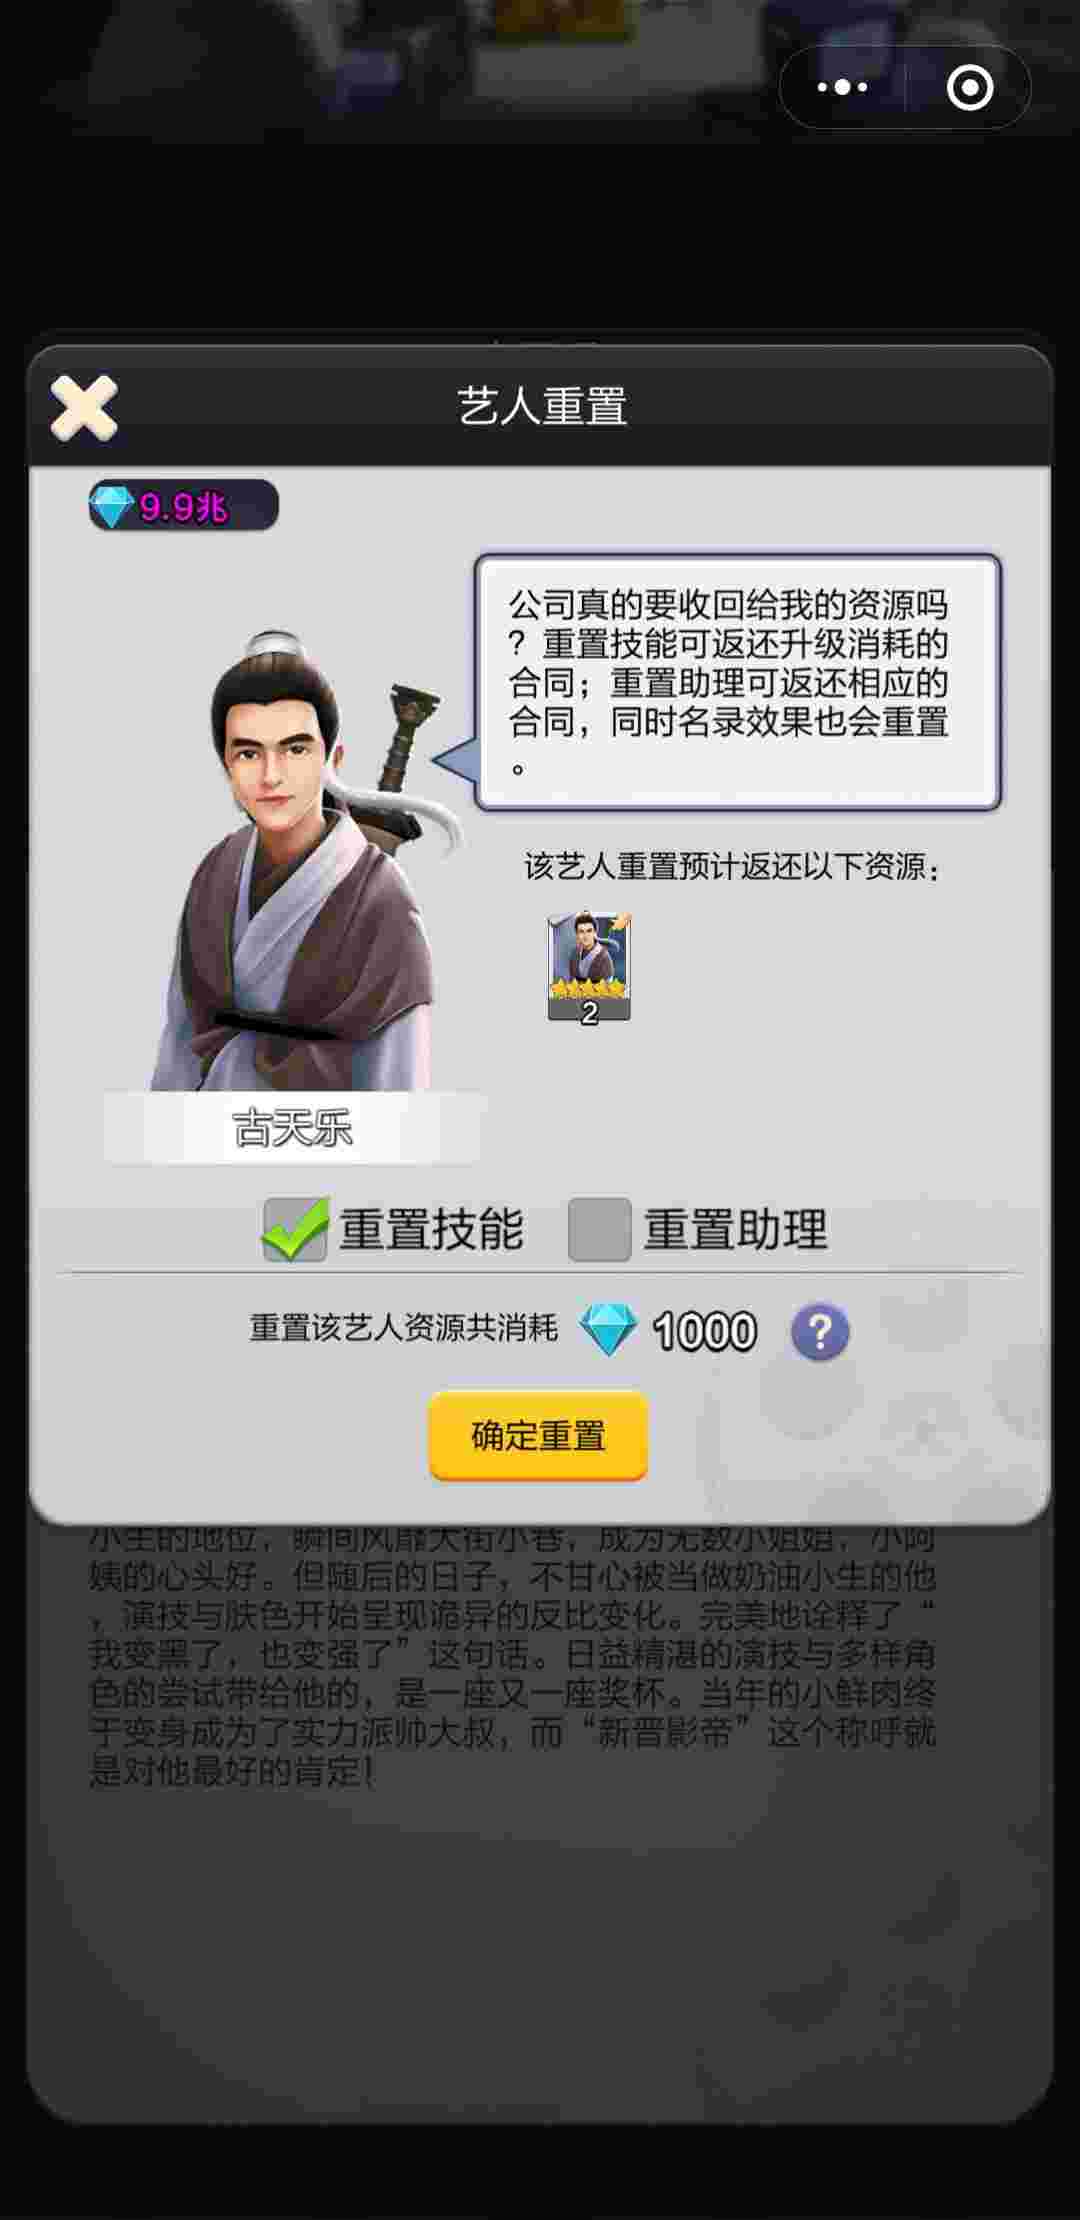 艺人重置
9.9兆
公司真的要收回给我的资源吗
？重置技能可返还升级消耗的
合同；重置助理可返还相应的
合同，同时名录效果也会重置
。
该艺人重置预计返还以下资源：
2
古天乐
重置技能 重置助理
重置该艺人资源共消耗 1000 ?
确定重置
小生的地位，瞬间风靡大街小巷，成为无数小姐姐，小阿
姨的心头好。但随后的日子，不甘心被当做奶油小生的他
，演技与肤色开始呈现诡异的反比变化。完美地诠释了“
我变黑了，也变强了”这句话。日益精湛的演技与多样角
色的尝试带给他的，是一座又一座奖杯。当年的小鲜肉终
于变身成为了实力派帅大叔，而“新晋影帝”这个称呼就
是对他最好的肯定！